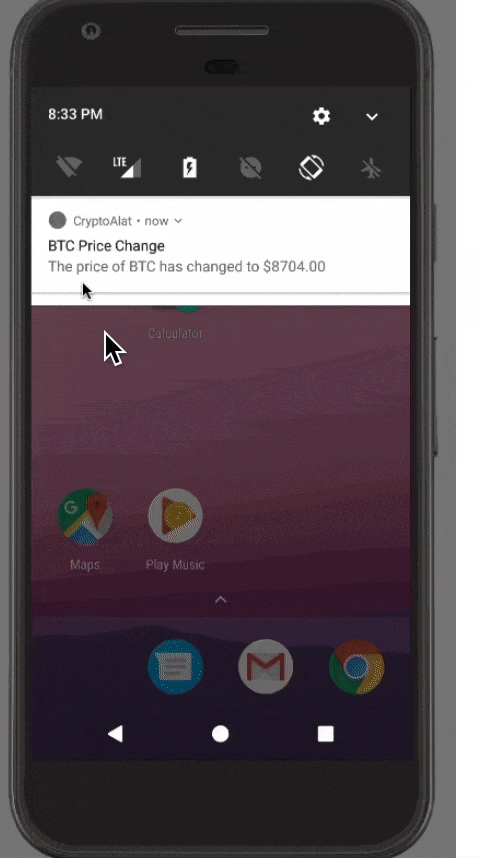 8:33 PM
LTE
CryptoAlat • now
BTC Price Change
The price of BTC has changed to $8704.00
Calculator
Maps
Play Music